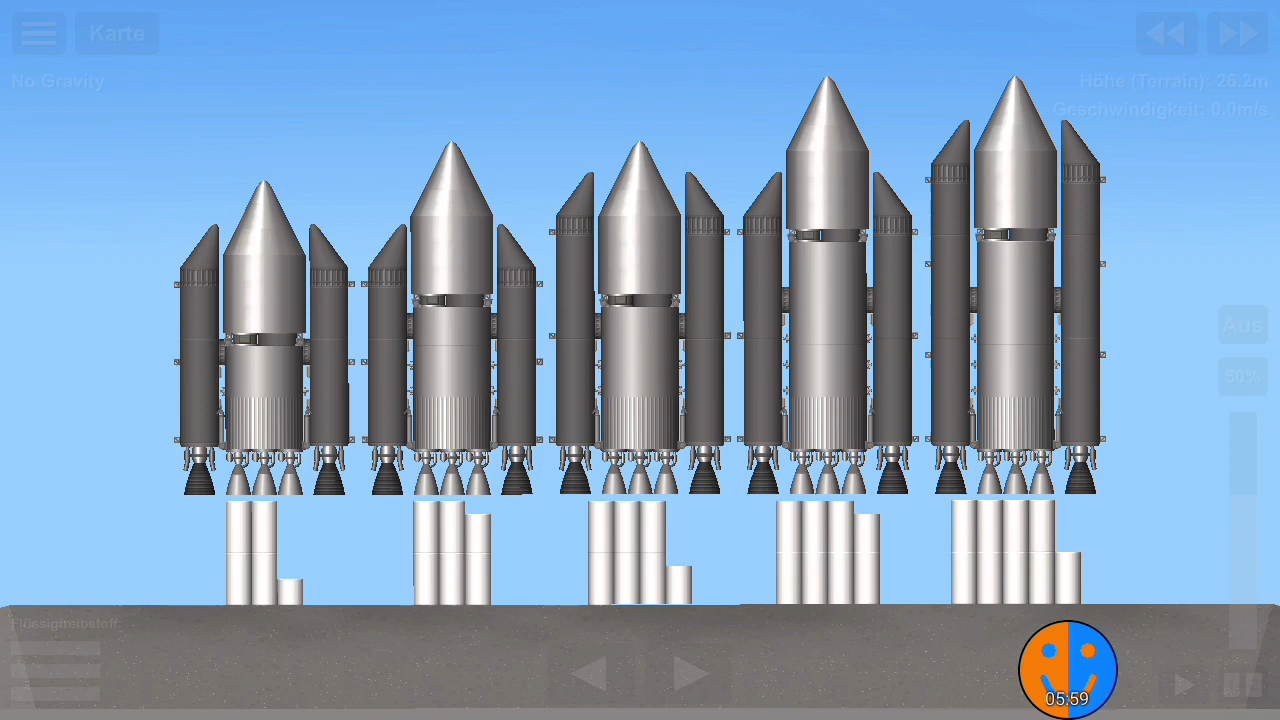 Karte
No Gravity
Höhe (Terrain): 26.2m
Geschwindigkeit: 0.0m/s
Aus
50%
Flüssigtreibstoff:
05:59